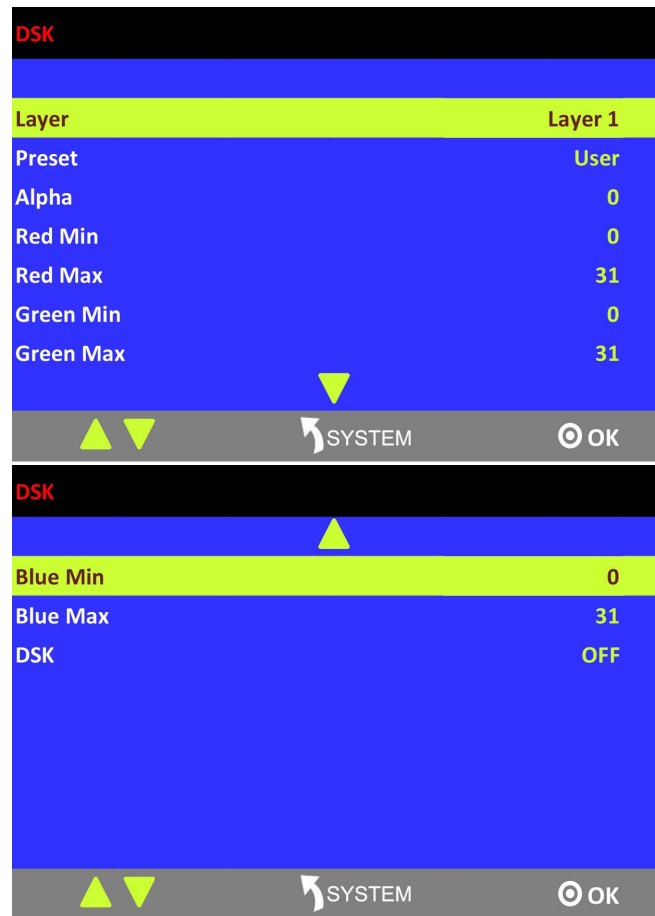 DSK
Layer Layer 1
Preset User
Alpha 0
Red Min 0
Red Max 31
Green Min 0
Green Max 31
SYSTEM OK
DSK
Blue Min 0
Blue Max 31
DSK OFF
SYSTEM OK